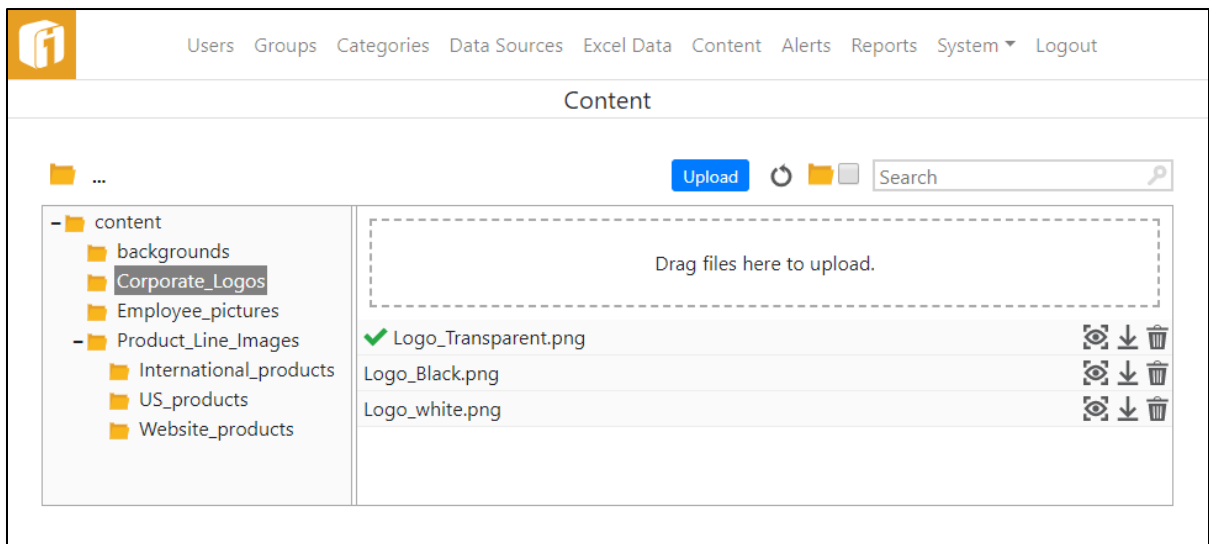 Users Groups Categories Data Sources Excel Data Content Alerts Reports System Logout
Content
...
Upload
Search
content
backgrounds
Corporate_Logos
Employee_pictures
Product_Line_Images
International_products
US_products
Website_products
Drag files here to upload.
Logo_Transparent.png
Logo_Black.png
Logo_white.png